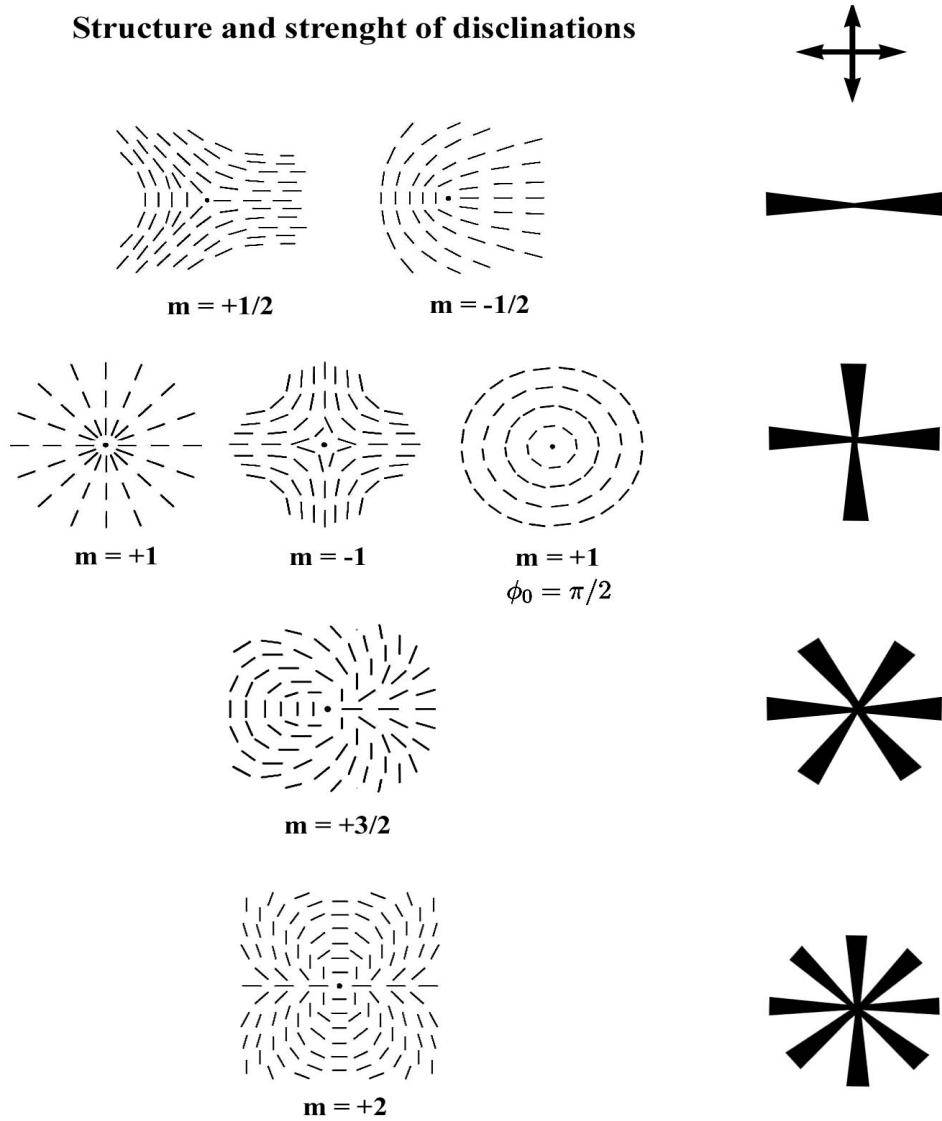 Structure and strenght of disclinations
m = +1/2
m = -1/2
m = +1
m = -1
m = +1
ϕ₀ = π/2
m = +3/2
m = +2